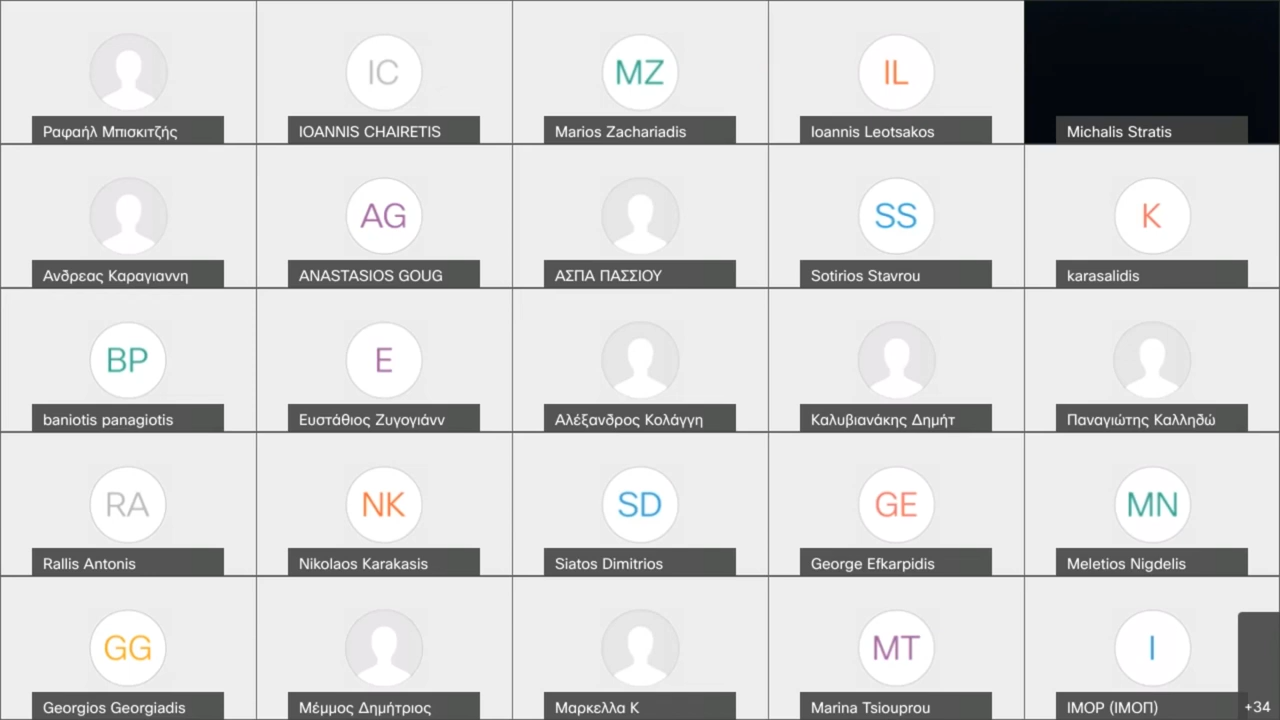 Ραφαήλ Μπισκιτζής
IC
IOANNIS CHAIRETIS
MZ
Marios Zachariadis
IL
Ioannis Leotsakos
Michalis Stratis
Ανδρεας Καραγιαννη
AG
ANASTASIOS GOUG
ΑΣΠΑ ΠΑΣΣΙΟΥ
SS
Sotirios Stavrou
K
karasalidis
BP
baniotis panagiotis
E
Ευστάθιος Ζυγογιάνν
Αλέξανδρος Κολάγγη
Καλυβιανάκης Δημήτ
Παναγιώτης Καλληδώ
RA
Rallis Antonis
NK
Nikolaos Karakasis
SD
Siatos Dimitrios
GE
George Efkarpidis
MN
Meletios Nigdelis
GG
Georgios Georgiadis
Μέμμος Δημήτριος
Μαρκελλα Κ
MT
Marina Tsiouprou
I
IMOP (ΙΜΟΠ)
+34